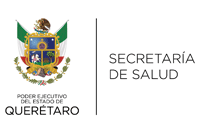 PODER EJECUTIVO
DEL ESTADO DE
QUERÉTARO
SECRETARÍA
DE SALUD